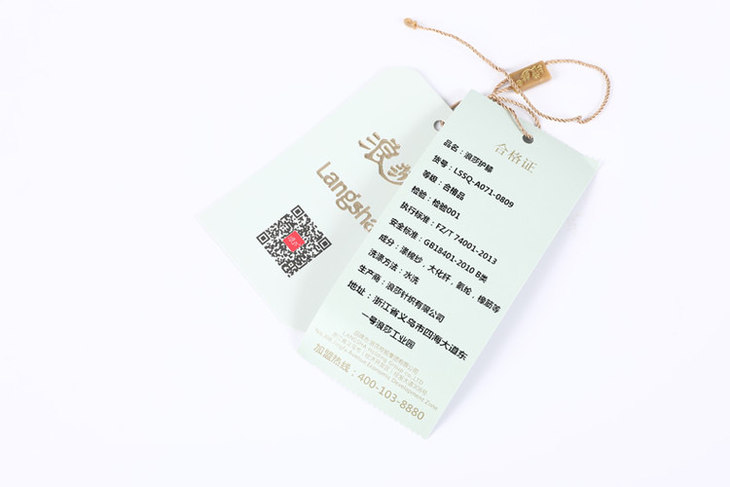 浪莎
Langsha
合格证
品名：浪莎护膝
货号：LSSQ-A071-0809
等级：合格品
检验：检验001
执行标准：FZ/T 74001-2013
安全标准：GB18401-2010 B类
成分：漆棉纱，大化纤，氨纶，橡筋等
洗涤方法：水洗
生产商：浪莎针织有限公司
地址：浙江省义乌市四海大道东
一号浪莎工业园
加盟热线：400-103-8880